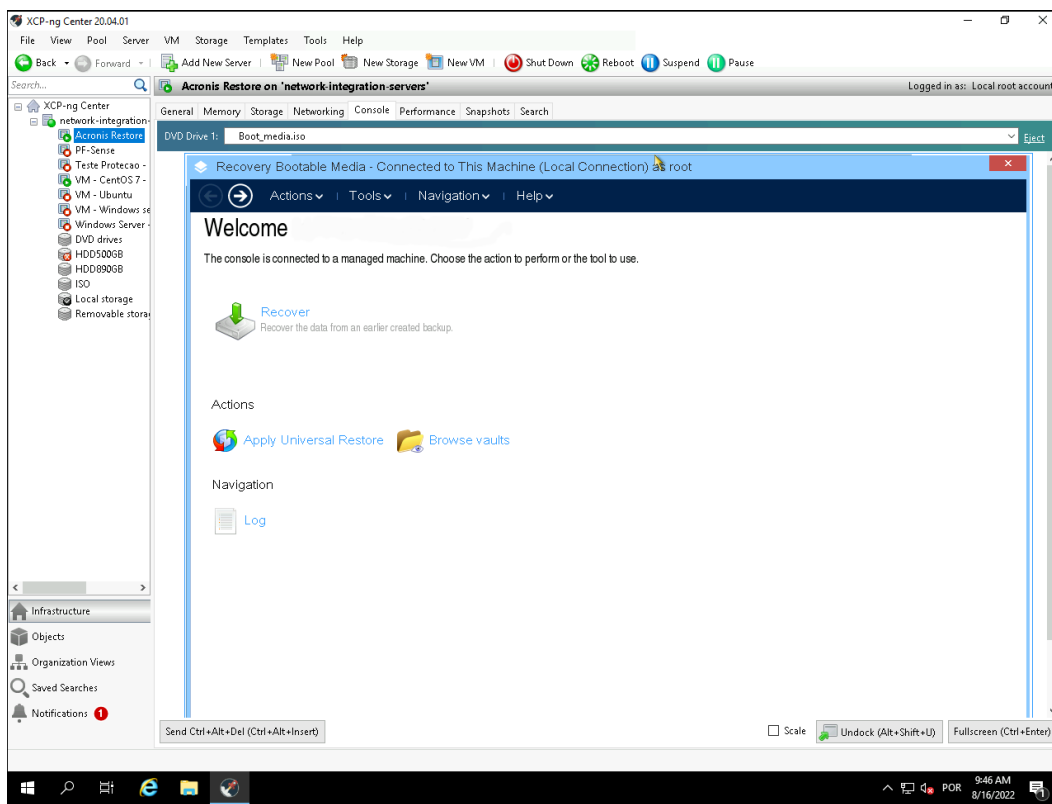 XCP-ng Center 20.04.01
File View Pool Server VM Storage Templates Tools Help
Back Forward Add New Server New Pool New Storage New VM Shut Down Reboot Suspend Pause
Search...
Acronis Restore on 'network-integration-servers'
Logged in as: Local root account
XCP-ng Center
network-integration-
Acronis Restore
PF-Sense
Teste Protecao -
VM - CentOS 7 -
VM - Ubuntu
VM - Windows se
Windows Server -
DVD drives
HDD500GB
HDD890GB
ISO
Local storage
Removable stora
General Memory Storage Networking Console Performance Snapshots Search
DVD Drive 1: Boot_media.iso Eject
Recovery Bootable Media - Connected to This Machine (Local Connection) as root
Actions Tools Navigation Help
Welcome
The console is connected to a managed machine. Choose the action to perform or the tool to use.
Recover
Recover the data from an earlier created backup.
Actions
Apply Universal Restore Browse vaults
Navigation
Log
Infrastructure
Objects
Organization Views
Saved Searches
Notifications 1
Send Ctrl+Alt+Del (Ctrl+Alt+Insert)
Scale Undock (Alt+Shift+U) Fullscreen (Ctrl+Enter)
POR
9:46 AM
8/16/2022
1